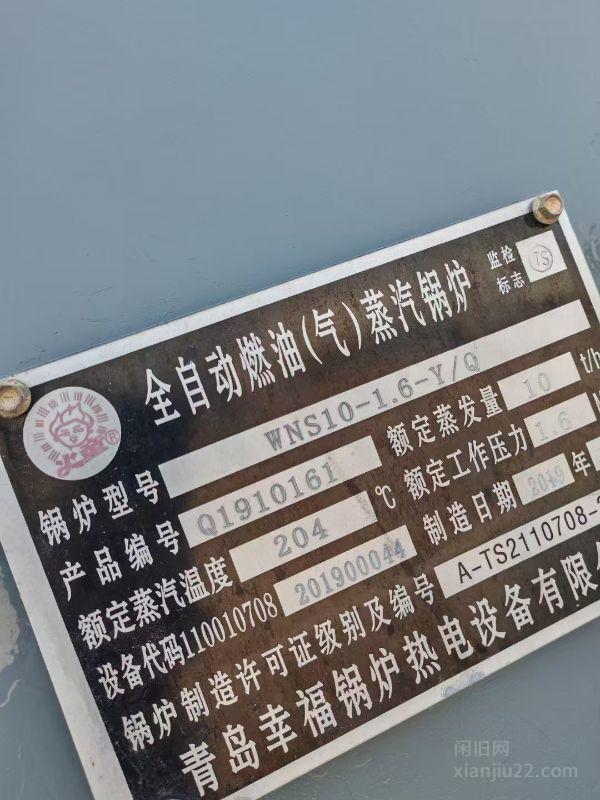 全自动燃油(气)蒸汽锅炉
监检标志 TS
火童®
锅炉型号 WNS10-1.6-Y/Q
产品编号 Q1910161 额定蒸发量 10 t/h
额定蒸汽温度 204 ℃ 额定工作压力 1.6
设备代码110010708 201900044 制造日期 2019 年
锅炉制造许可证级别及编号 A-TS2110708-2
青岛幸福锅炉热电设备有限
闲旧网
xianjiu22.com